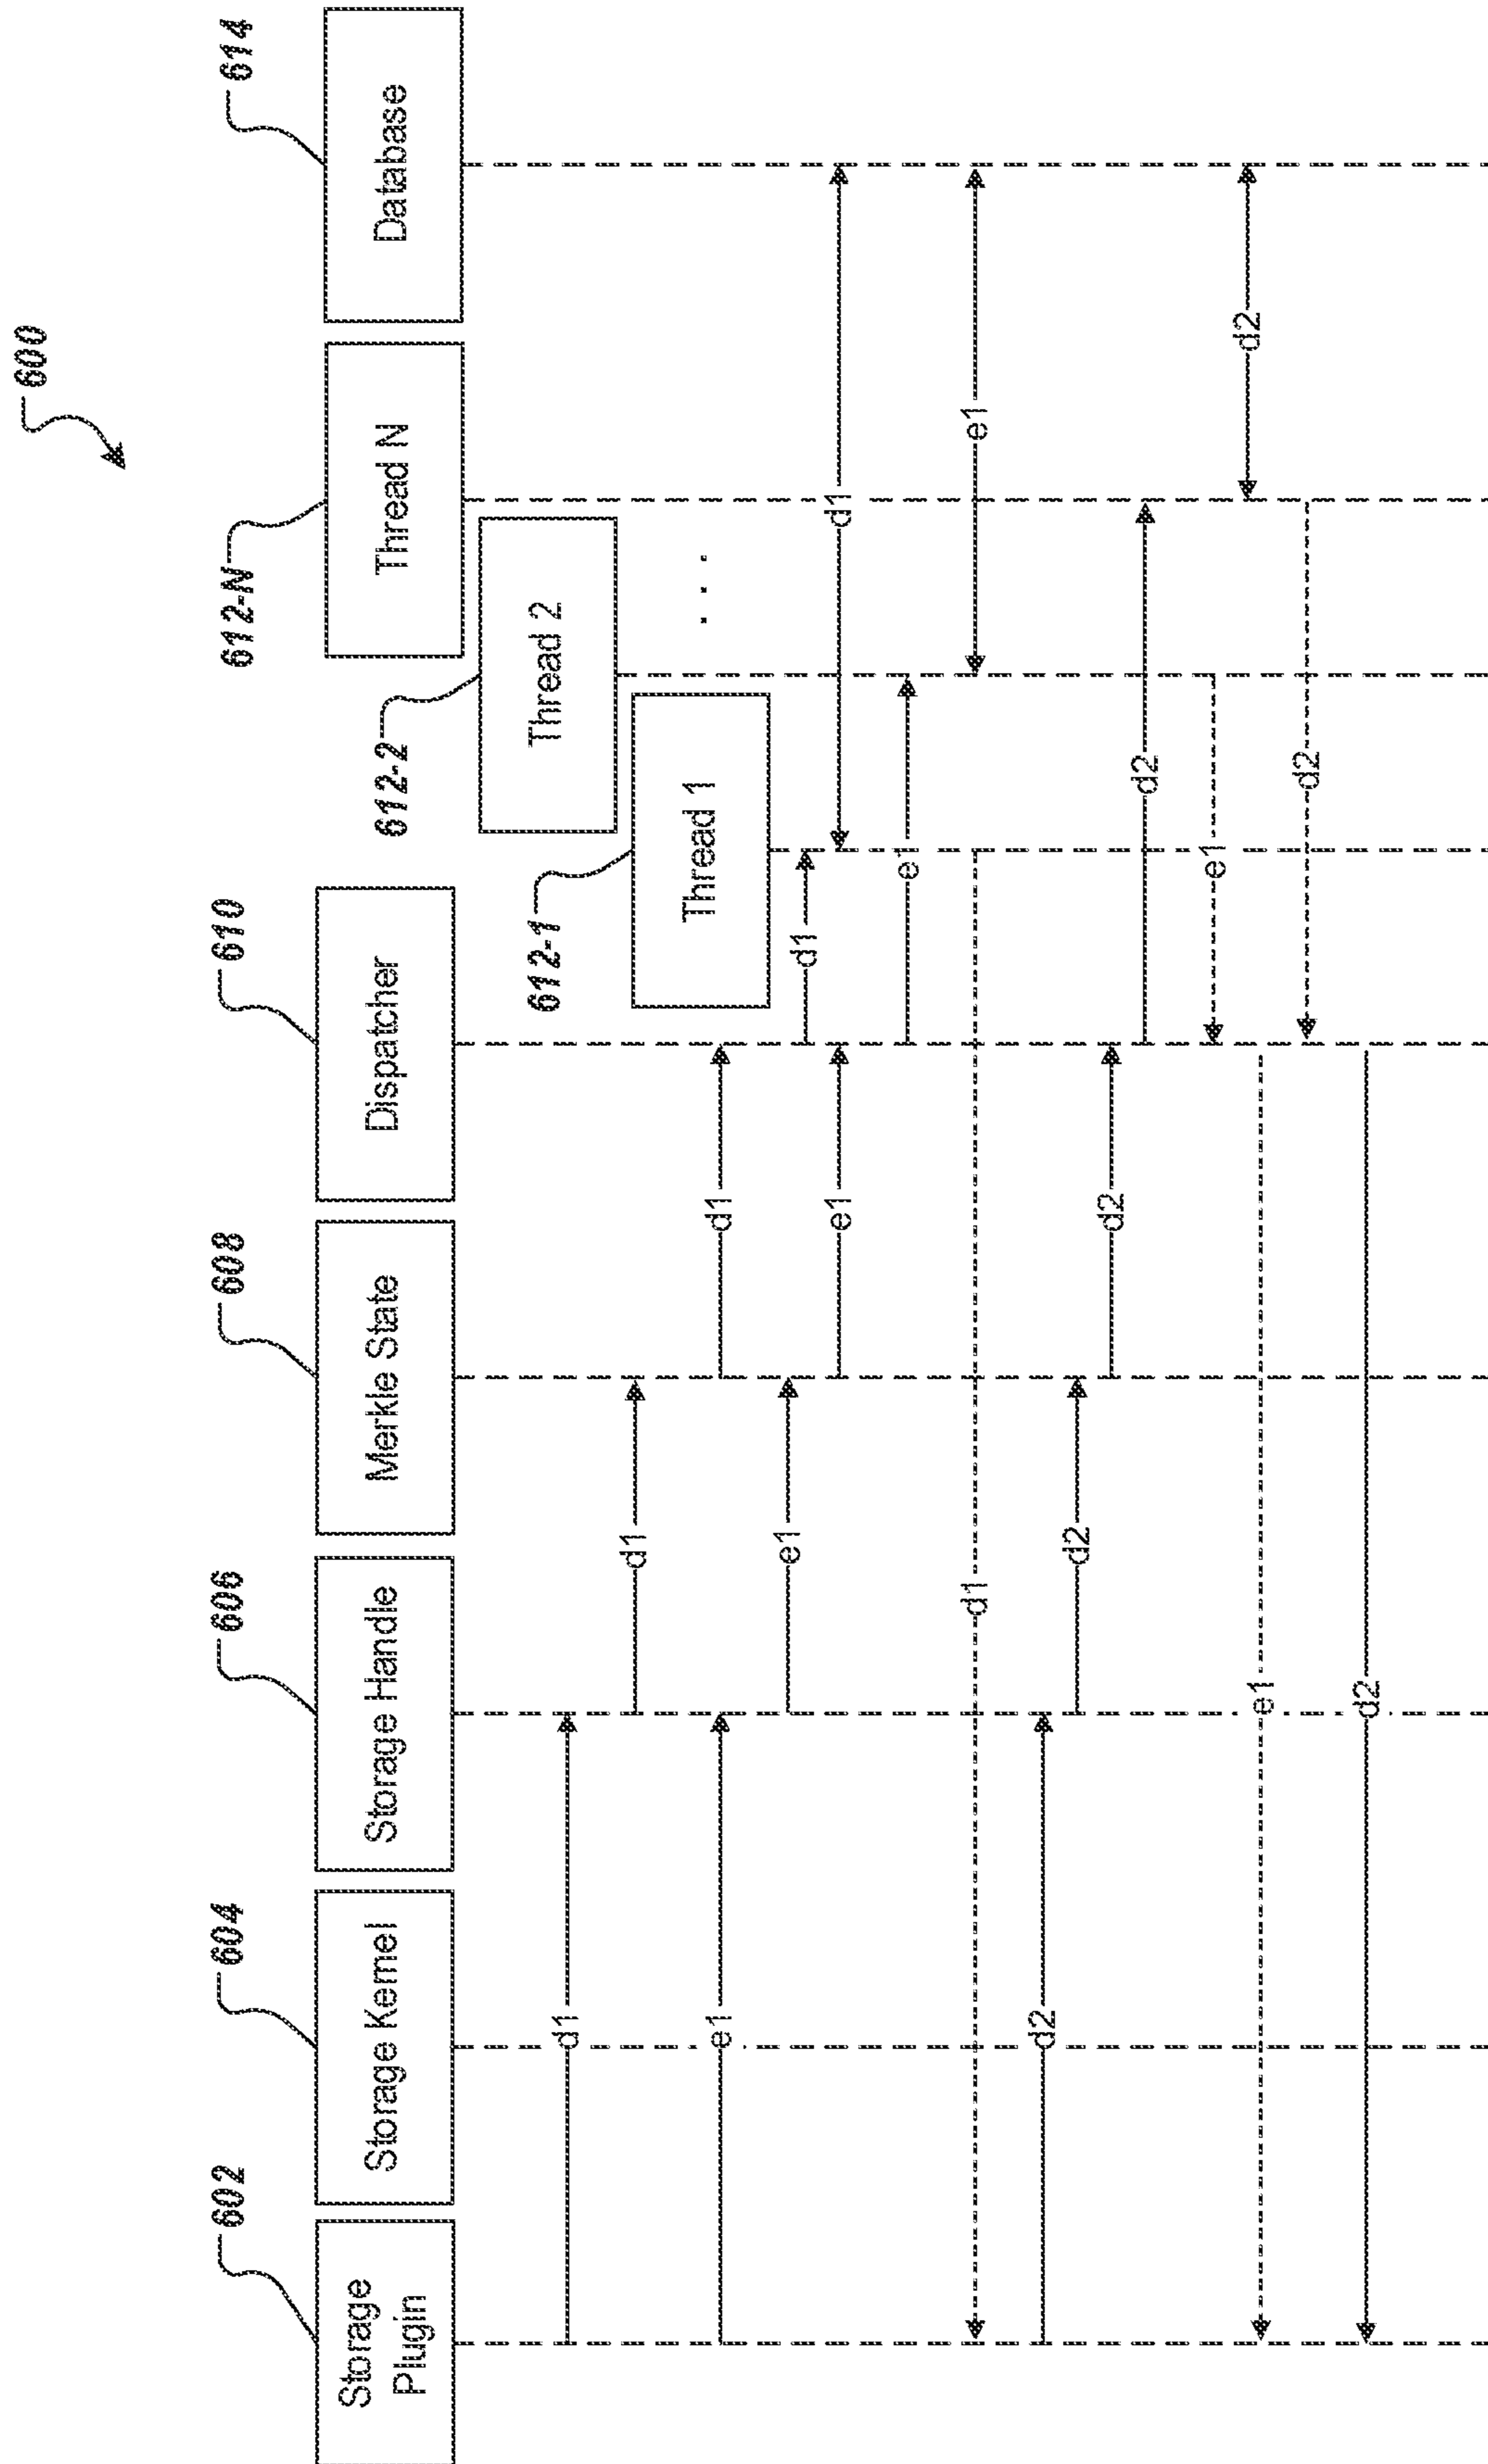 600
602
604
606
608
610
612-N
614
612-2
612-1
Storage
Plugin
Storage Kernel
Storage Handle
Merkle State
Dispatcher
Thread N
Database
Thread 2
Thread 1
. . .
d1
d1
d1
e1
d1
e1
e1
d1
e1
d1
e1
d2
d2
d2
d2
e1
d2
e1
d2
d2